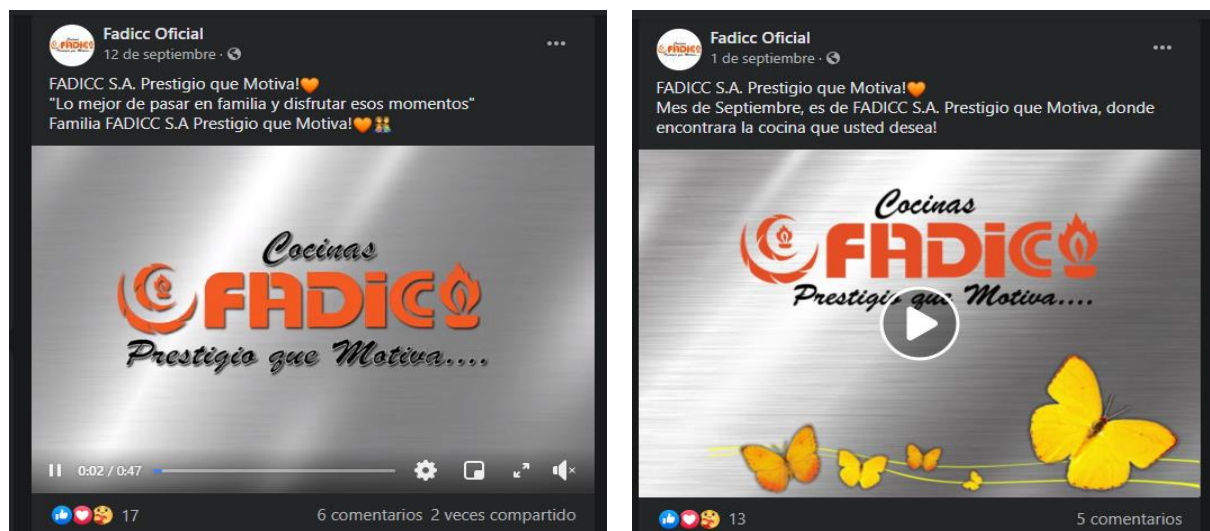 Fadicc Oficial
12 de septiembre
FADICC S.A. Prestigio que Motiva!🧡
"Lo mejor de pasar en familia y disfrutar esos momentos"
Familia FADICC S.A Prestigio que Motiva!🧡👫
Cocinas
FADICC
Prestigio que Motiva....
0:02 / 0:47
17
6 comentarios 2 veces compartido
Fadicc Oficial
1 de septiembre
FADICC S.A. Prestigio que Motiva!🧡
Mes de Septiembre, es de FADICC S.A. Prestigio que Motiva, donde
encontrara la cocina que usted desea!
Cocinas
FADICC
Prestigio que Motiva....
13
5 comentarios